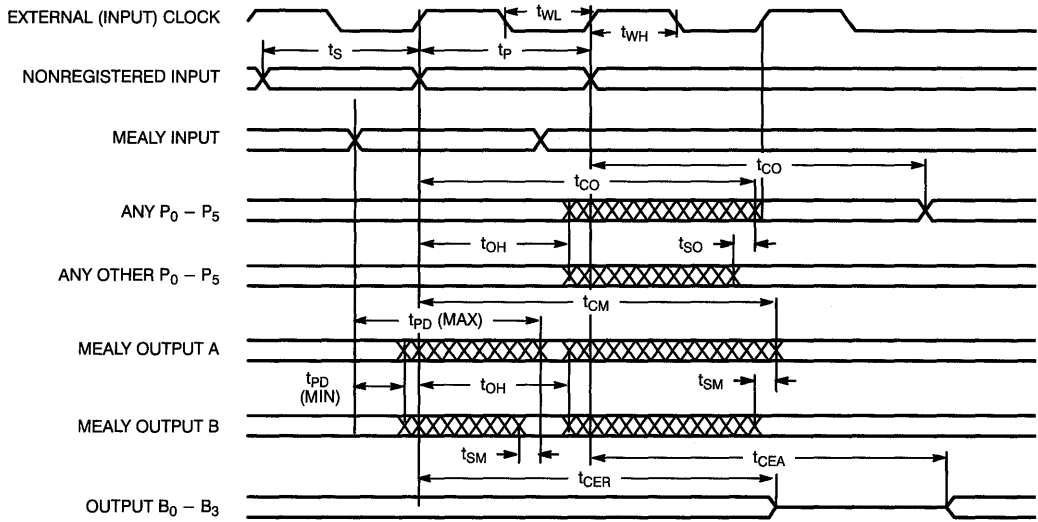 EXTERNAL (INPUT) CLOCK
tWL
tWH
tS
tP
NONREGISTERED INPUT
MEALY INPUT
tCO
tCO
ANY P0 – P5
tOH
tSO
ANY OTHER P0 – P5
tCM
tPD (MAX)
MEALY OUTPUT A
tPD
(MIN)
tOH
tSM
MEALY OUTPUT B
tSM
tCEA
tCER
OUTPUT B0 – B3